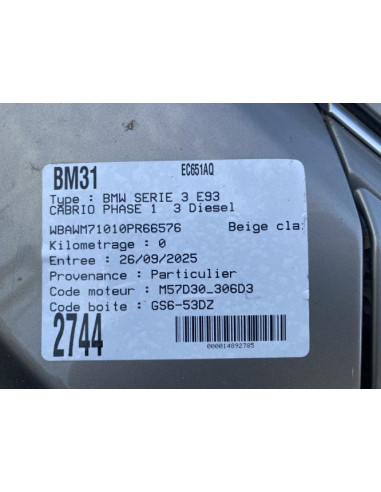 BM31 EC651AQ
Type : BMW SERIE 3 E93
CABRIO PHASE 1 3 Diesel
WBAWM71010PR66576 Beige cla
Kilometrage : 0
Entree : 26/09/2025
Provenance : Particulier
Code moteur : M57D30_306D3
Code boite : GS6-53DZ
2744
000014892785